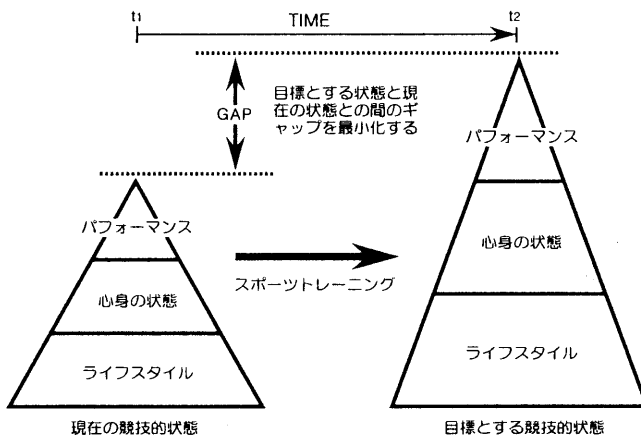 t1
TIME
t2
GAP
目標とする状態と現
在の状態との間のギ
ャップを最小化する
パフォーマンス
心身の状態
ライフスタイル
現在の競技的状態
スポーツトレーニング
パフォーマンス
心身の状態
ライフスタイル
目標とする競技的状態